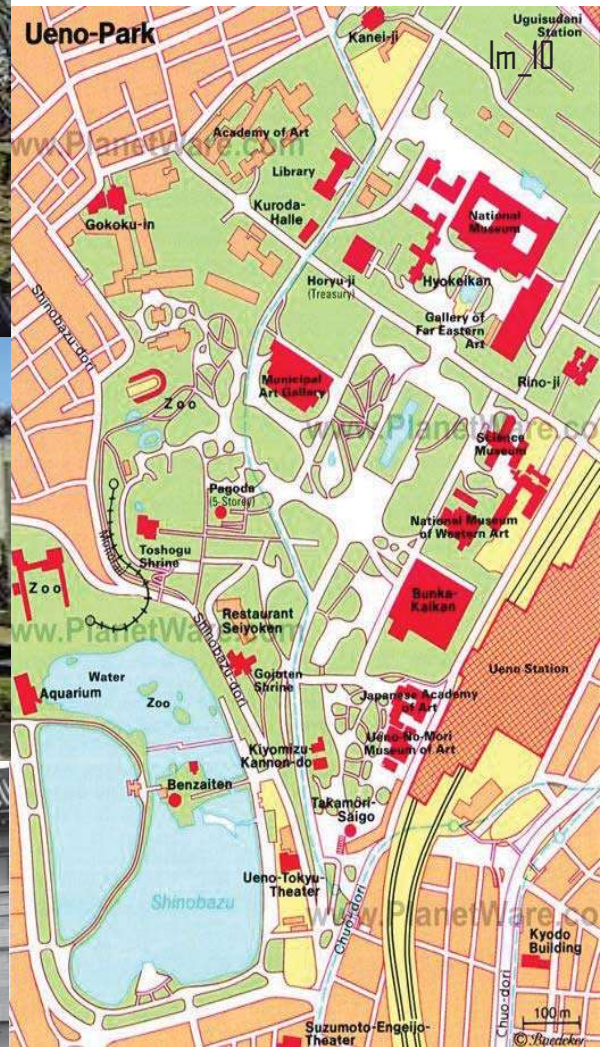 Ueno-Park
Kanei-ji
Uguisudani
Station
Im_10
Academy of Art
www.PlanetWare.com
Library
Gokoku-in
Kuroda-
Halle
National
Museum
Horyu-ji
(Treasury)
Hyokeikan
Gallery of
Far Eastern
Art
Shinobazu-dori
Rino-ji
Municipal
Art Gallery
Zoo
www.PlanetWare.co
Science
Museum
Pagoda
(5-Storey)
Toshogu
Shrine
National Museum
of Western Art
Monorail
Zoo
Bunka-
Kaikan
Restaurant
Seiyoken
www.PlanetWare.com
Shinobazu-dori
Ueno Station
Gojoten
Shrine
Water
Zoo
Aquarium
Japanese Academy
of Art
Ueno-No-Mori
Museum of Art
Kiyomizu-
Kannon-do
Benzaiten
Takamori-
Saigo
Ueno-Tokyu-
Theater
Shinobazu
www.PlanetWare.co
Chuo-dori
Kyodo
Building
Chuo-dori
100 m
© Baedeker
Suzumoto-Engeijo-
Theater